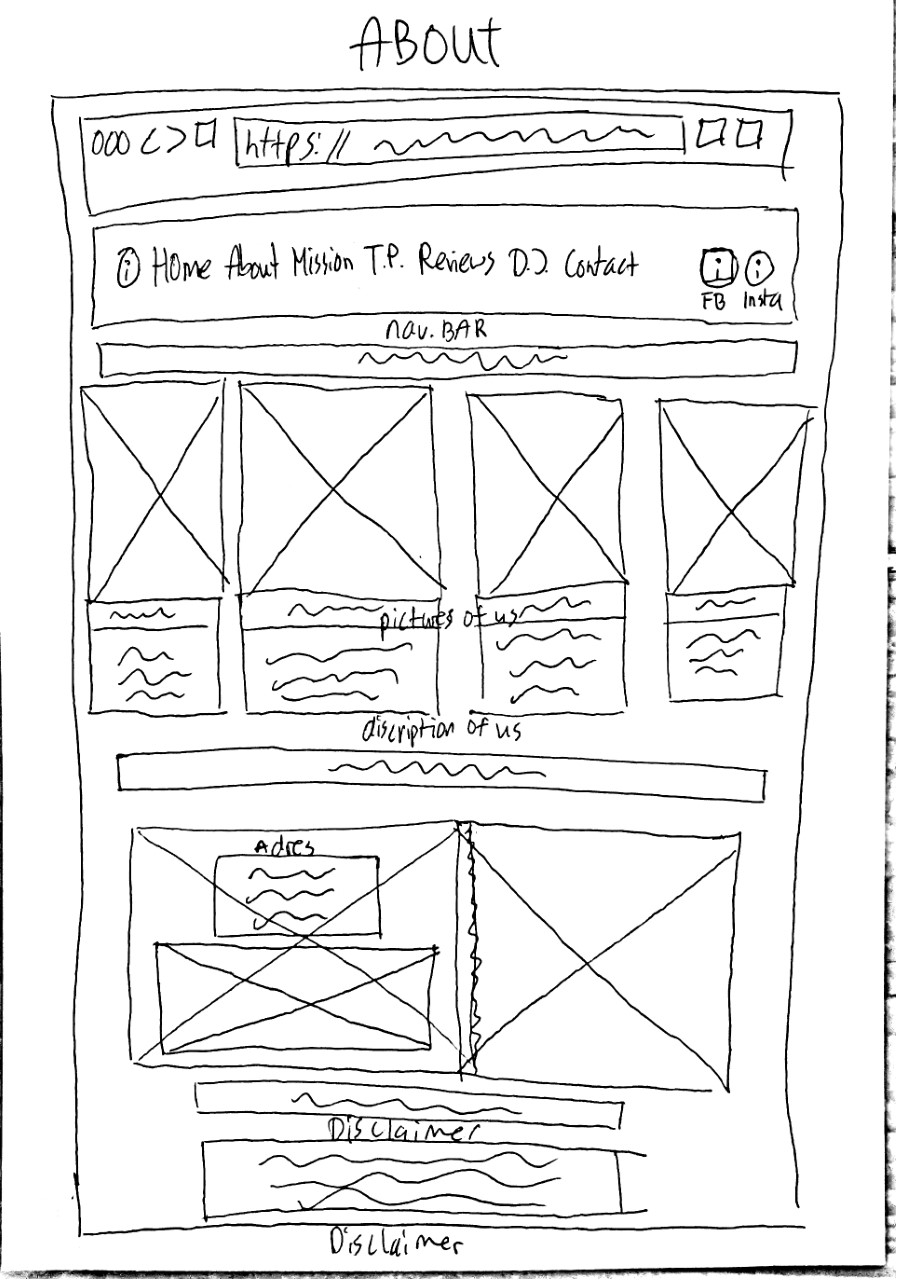 ABOUT
https://
Home About Mission T.P. Reviews D.J. Contact
FB Insta
nav. BAR
pictures of us
discription of us
Adres
Disclaimer
Disclaimer